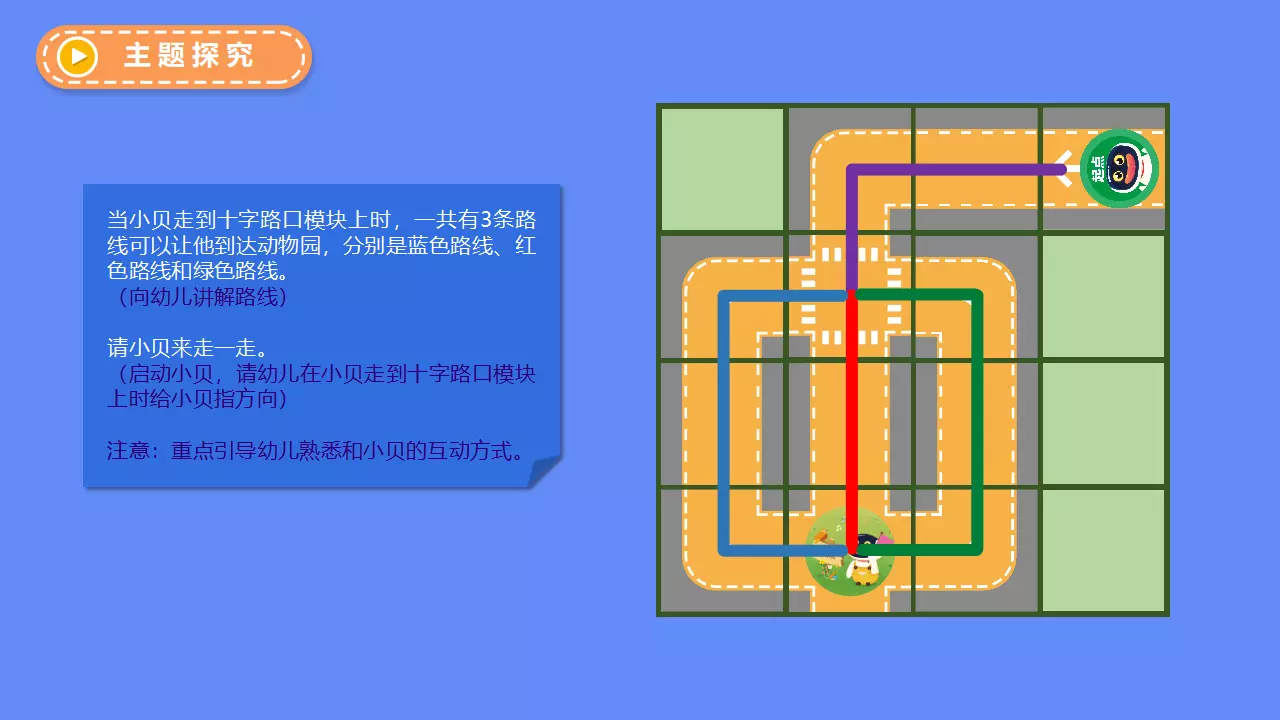 主题探究
当小贝走到十字路口模块上时，一共有3条路
线可以让他到达动物园，分别是蓝色路线、红
色路线和绿色路线。
（向幼儿讲解路线）
请小贝来走一走。
（启动小贝，请幼儿在小贝走到十字路口模块
上时给小贝指方向）
注意：重点引导幼儿熟悉和小贝的互动方式。
起点